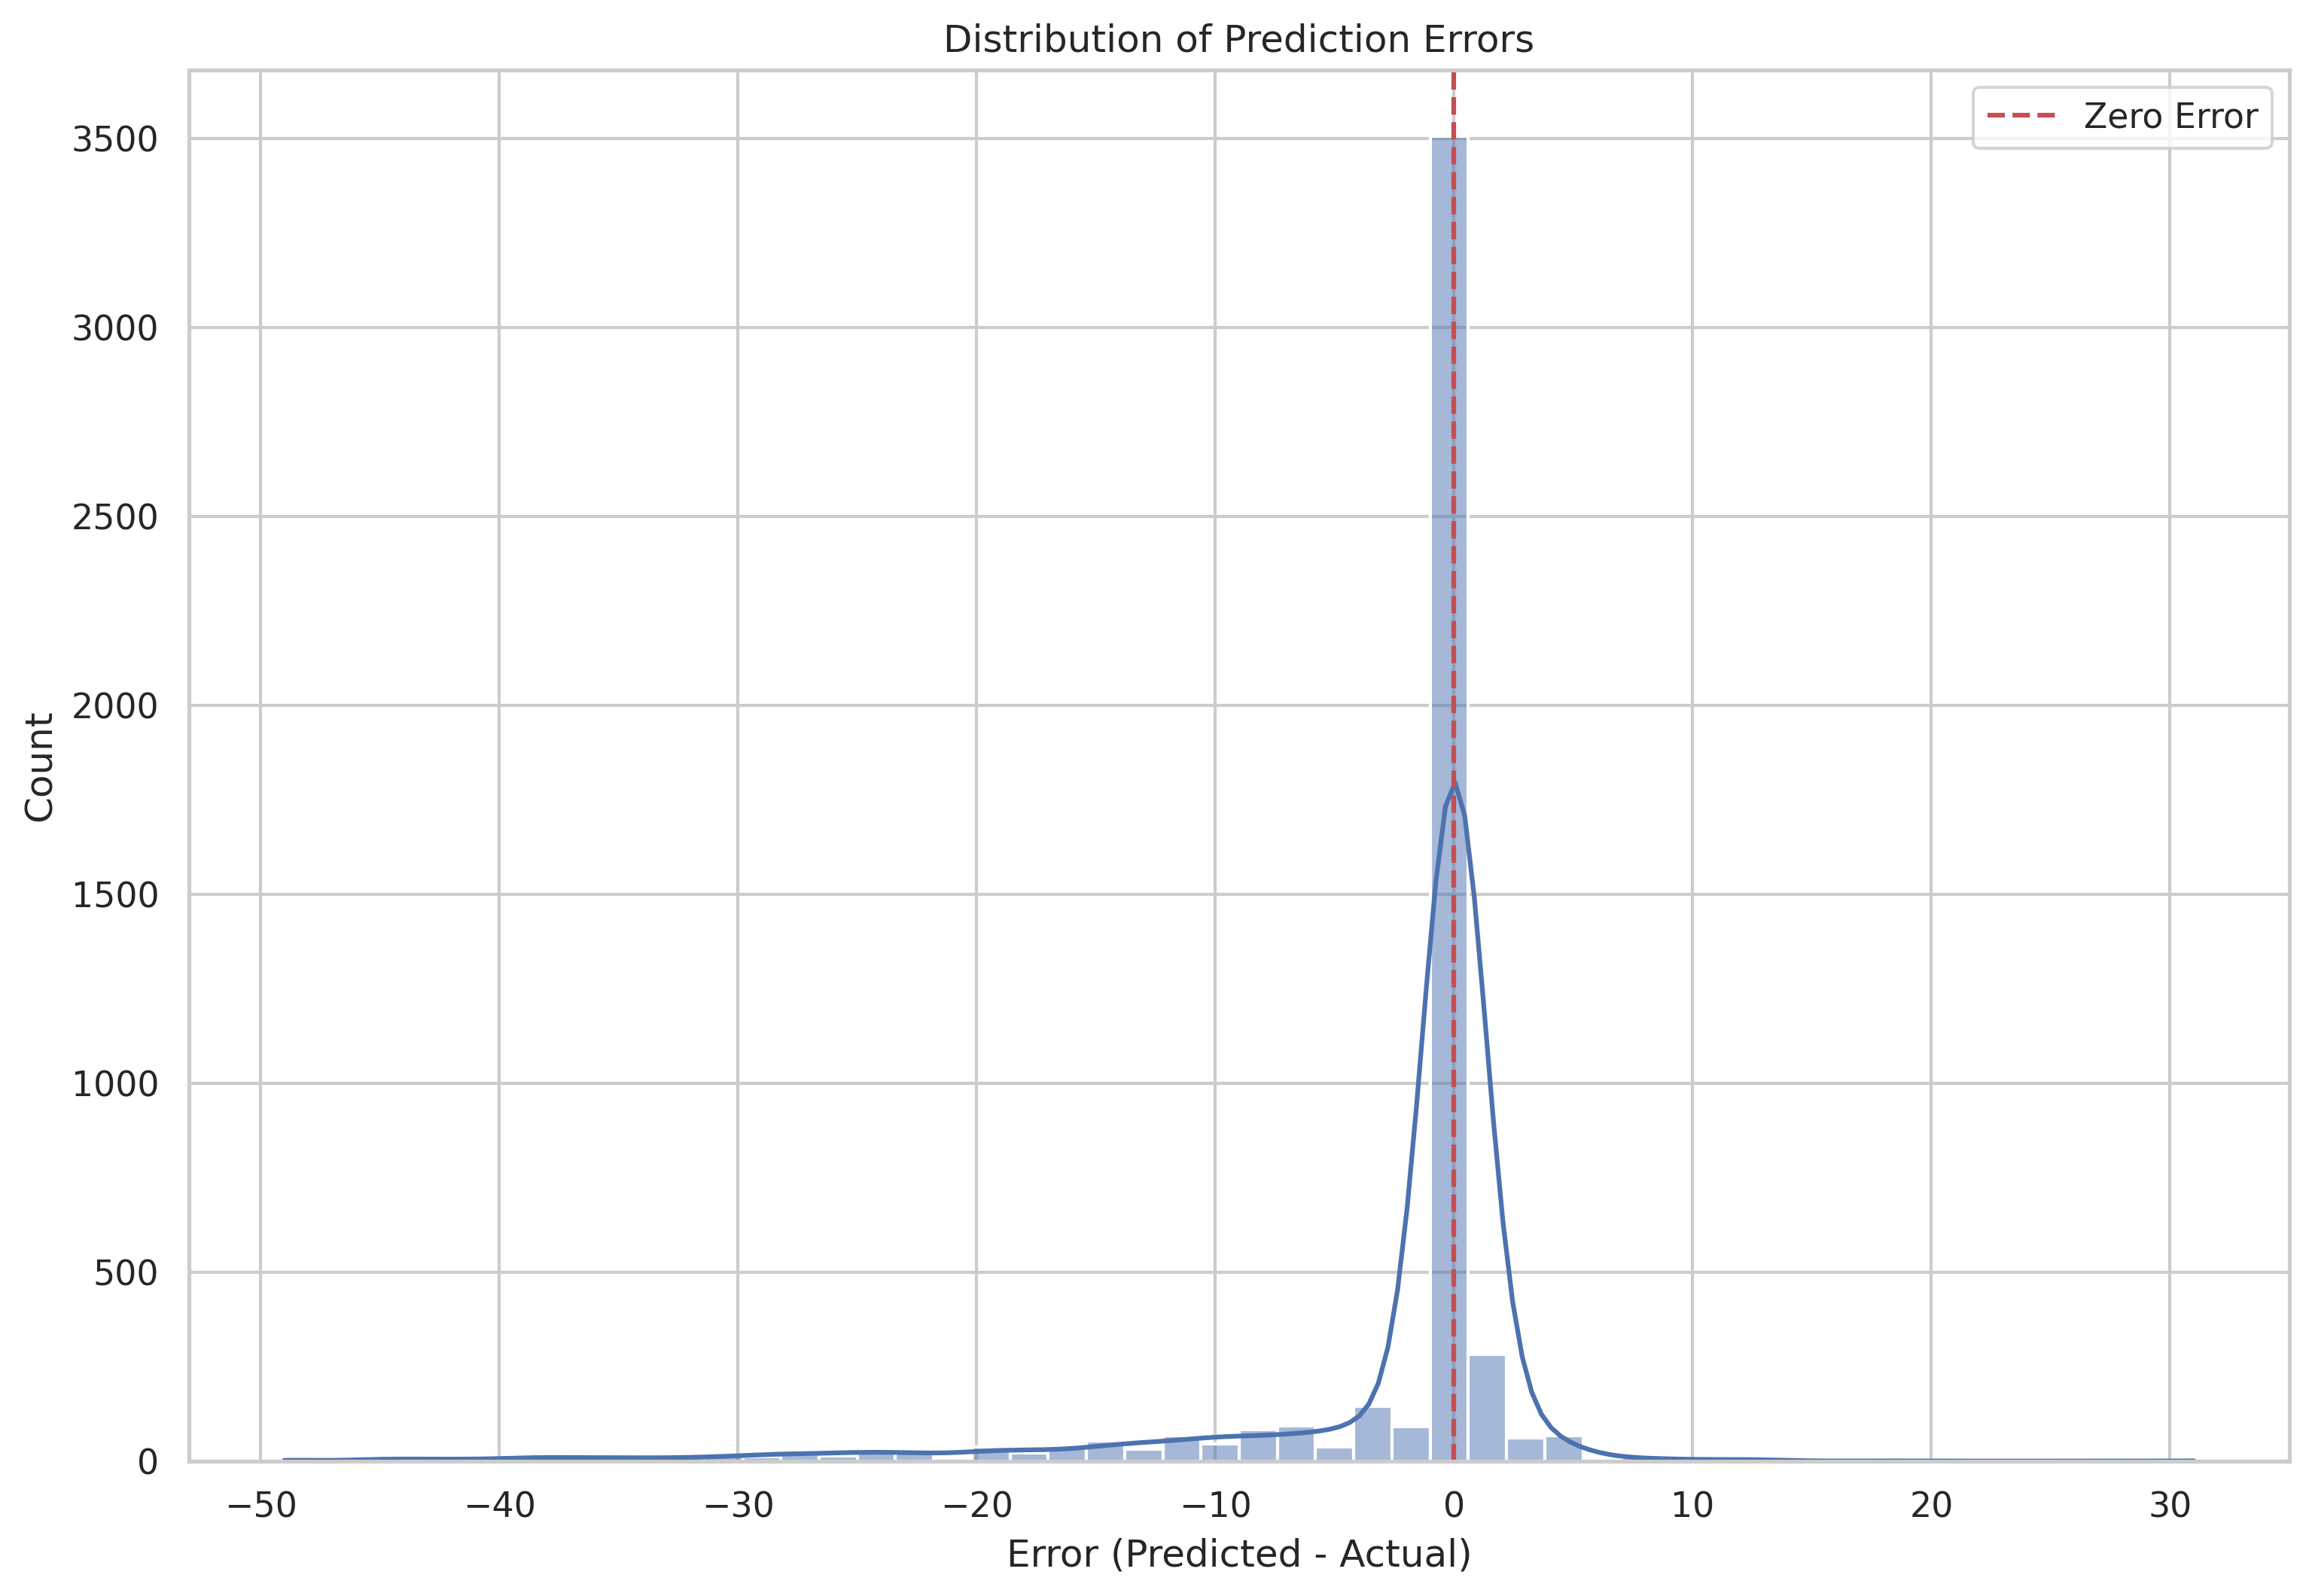 Distribution of Prediction Errors
Zero Error
3500
3000
2500
2000
1500
1000
500
0
Count
−50 −40 −30 −20 −10 0 10 20 30
Error (Predicted - Actual)